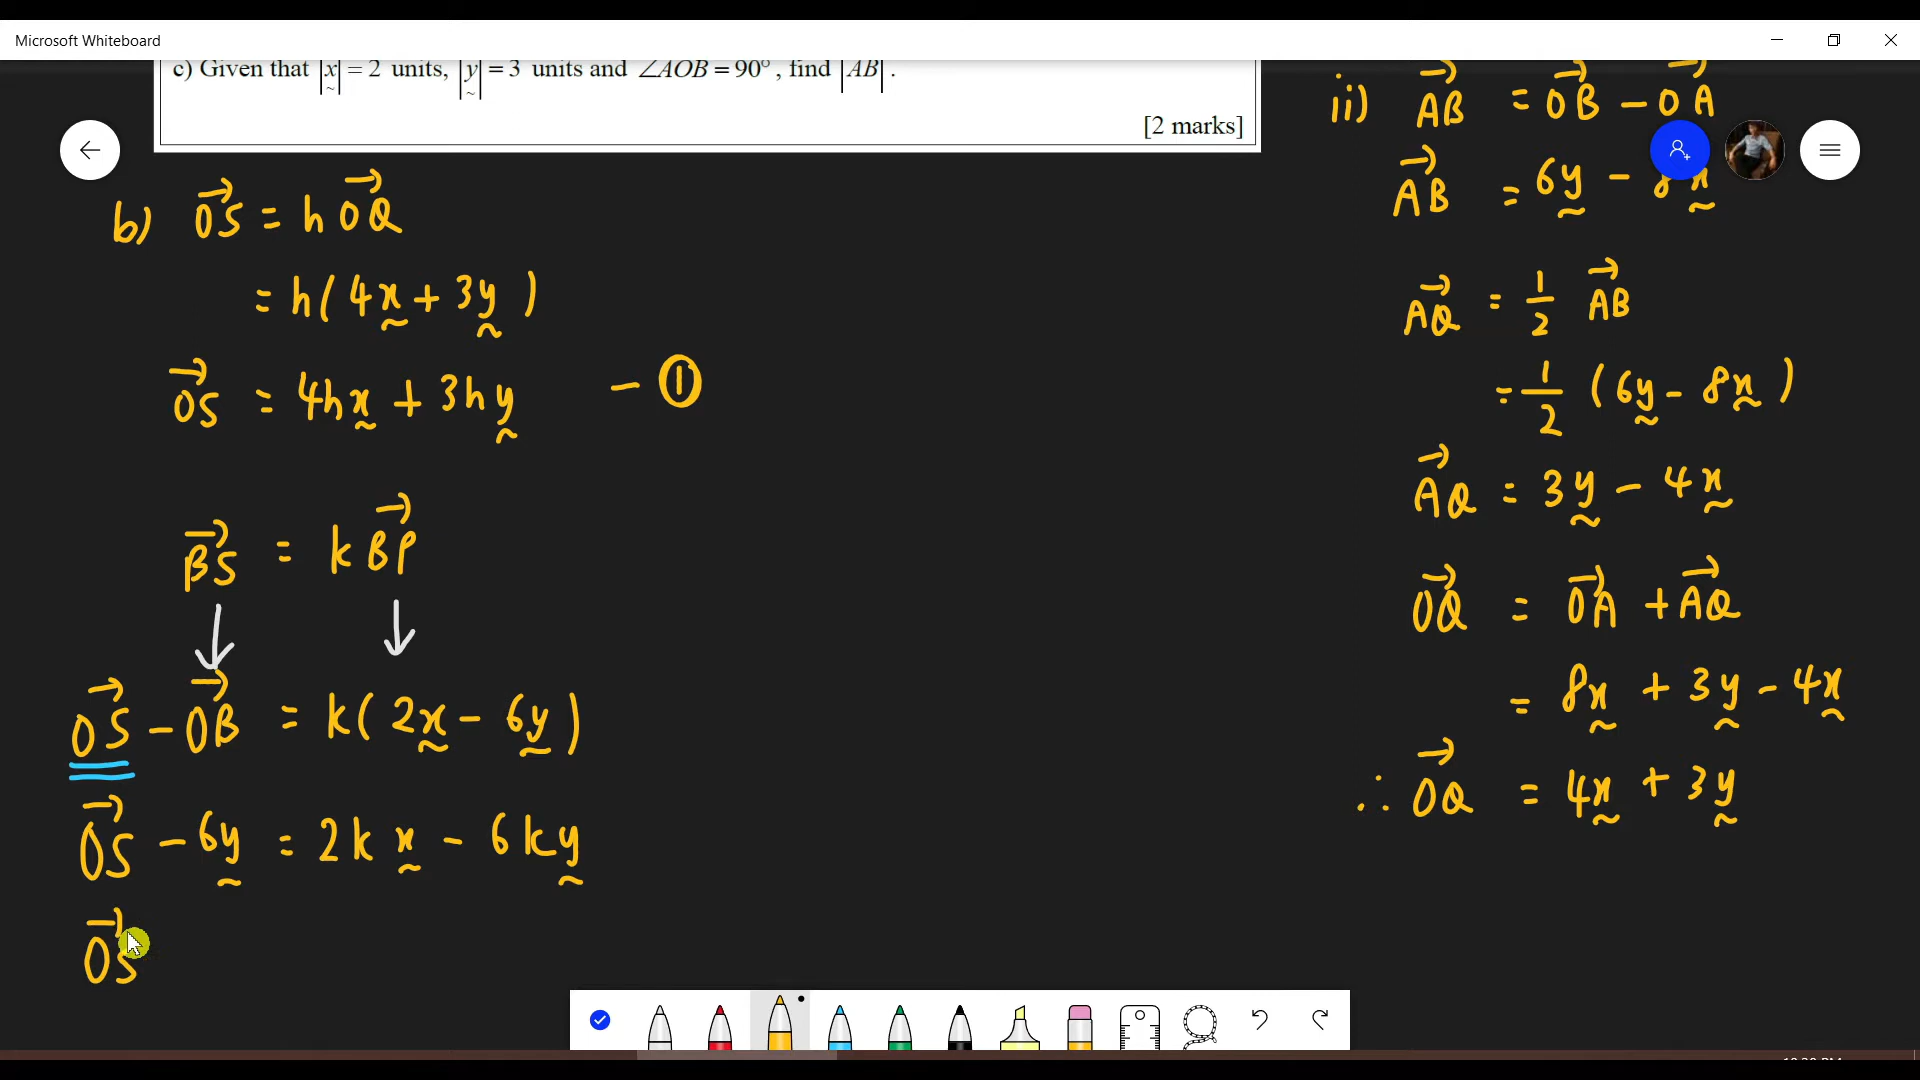 Microsoft Whiteboard
c) Given that |x| = 2 units, |y| = 3 units and ∠AOB = 90°, find |AB|.
[2 marks]
b) OS = h OQ
= h( 4x + 3y )
OS = 4hx + 3hy - ①
BS = k BP
OS - OB = k( 2x - 6y )
OS - 6y = 2kx - 6ky
OS
ii) AB = OB - OA
AB = 6y - 8x
AQ = 1/2 AB
= 1/2 ( 6y - 8x )
AQ = 3y - 4x
OQ = OA + AQ
= 8x + 3y - 4x
∴ OQ = 4x + 3y